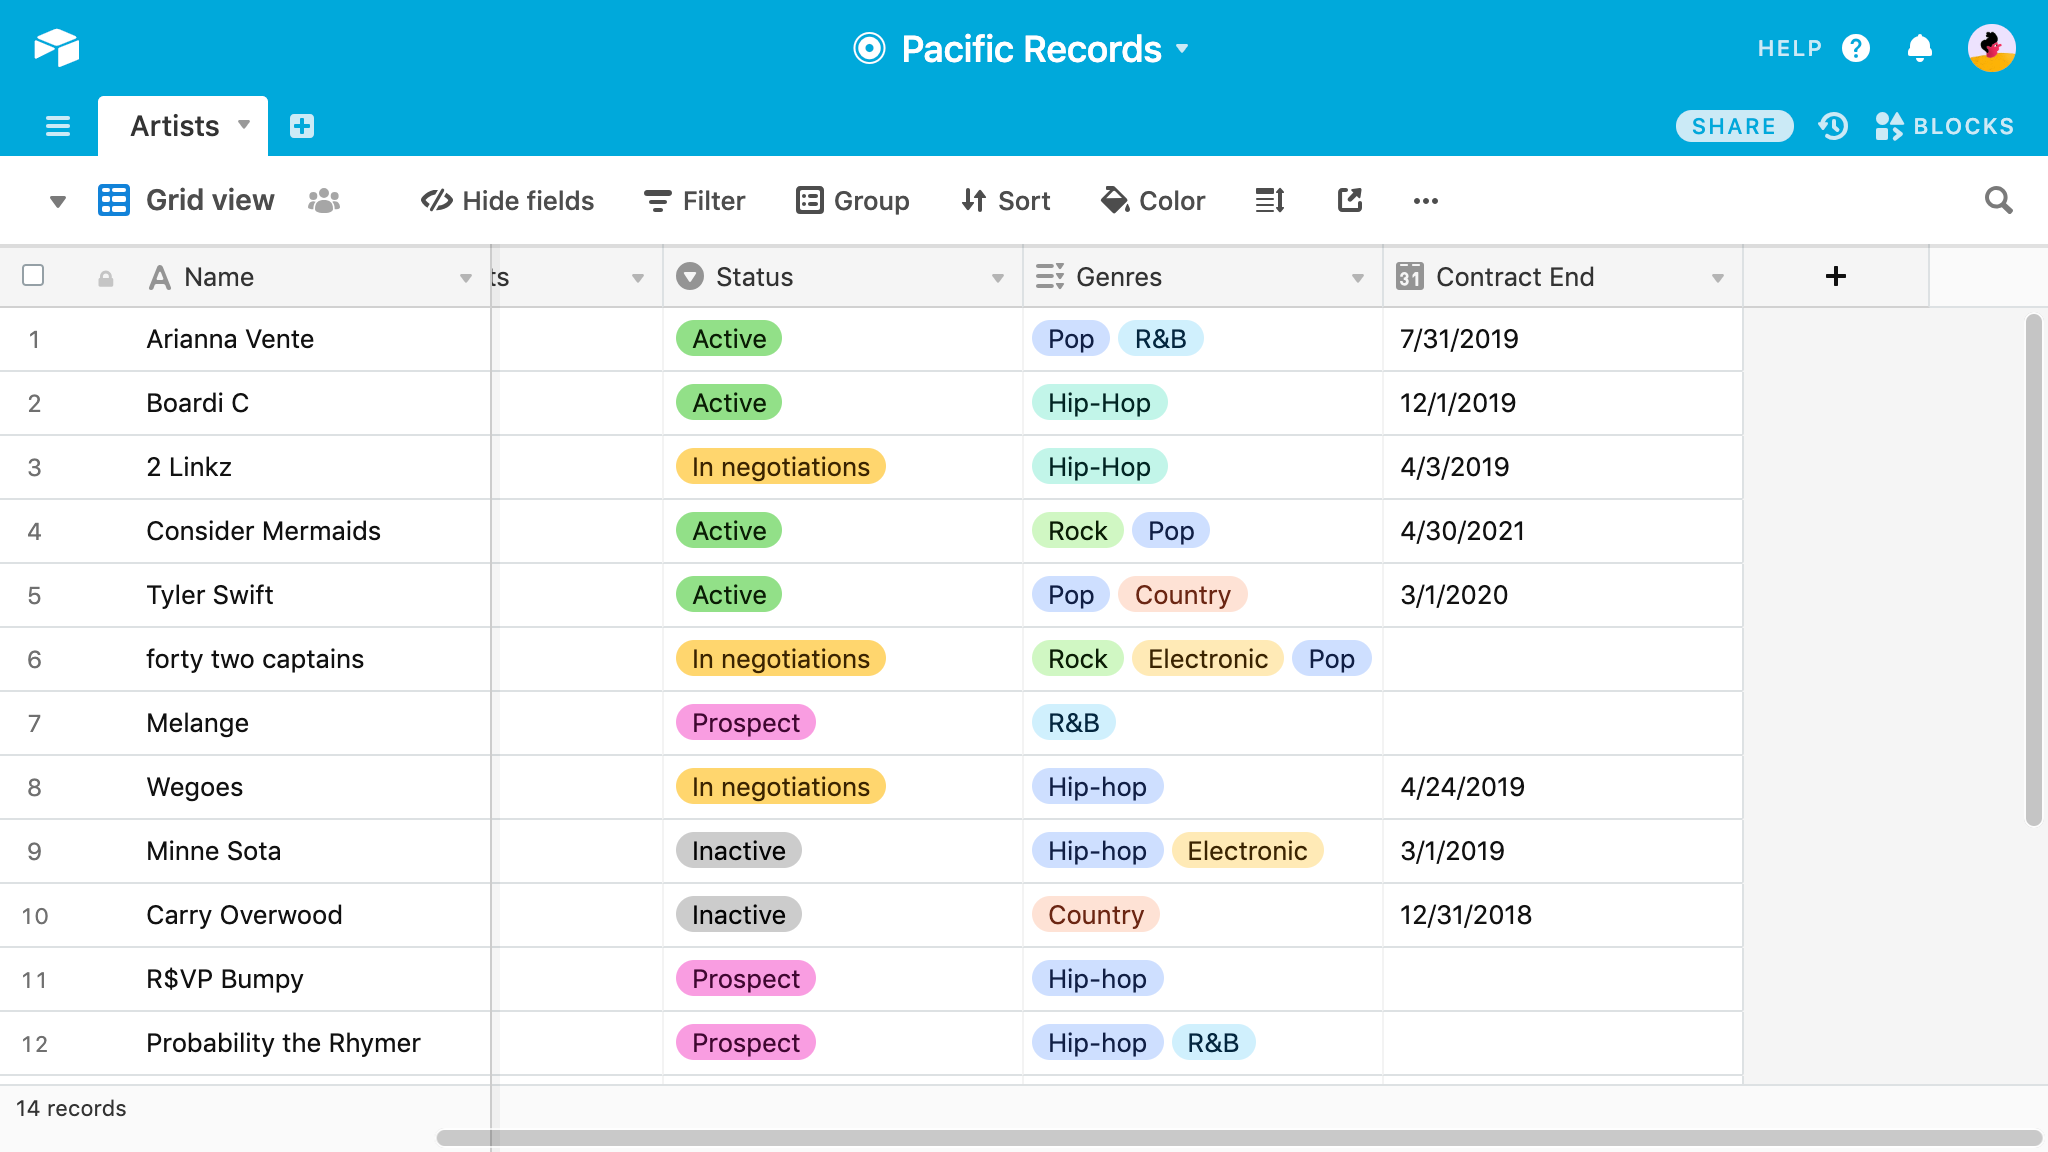 Pacific Records
HELP
Artists
SHARE
BLOCKS
Grid view
Hide fields
Filter
Group
Sort
Color
Name
ts
Status
Genres
31
Contract End
1 Arianna Vente Active Pop R&B 7/31/2019
2 Boardi C Active Hip-Hop 12/1/2019
3 2 Linkz In negotiations Hip-Hop 4/3/2019
4 Consider Mermaids Active Rock Pop 4/30/2021
5 Tyler Swift Active Pop Country 3/1/2020
6 forty two captains In negotiations Rock Electronic Pop
7 Melange Prospect R&B
8 Wegoes In negotiations Hip-hop 4/24/2019
9 Minne Sota Inactive Hip-hop Electronic 3/1/2019
10 Carry Overwood Inactive Country 12/31/2018
11 R$VP Bumpy Prospect Hip-hop
12 Probability the Rhymer Prospect Hip-hop R&B
14 records